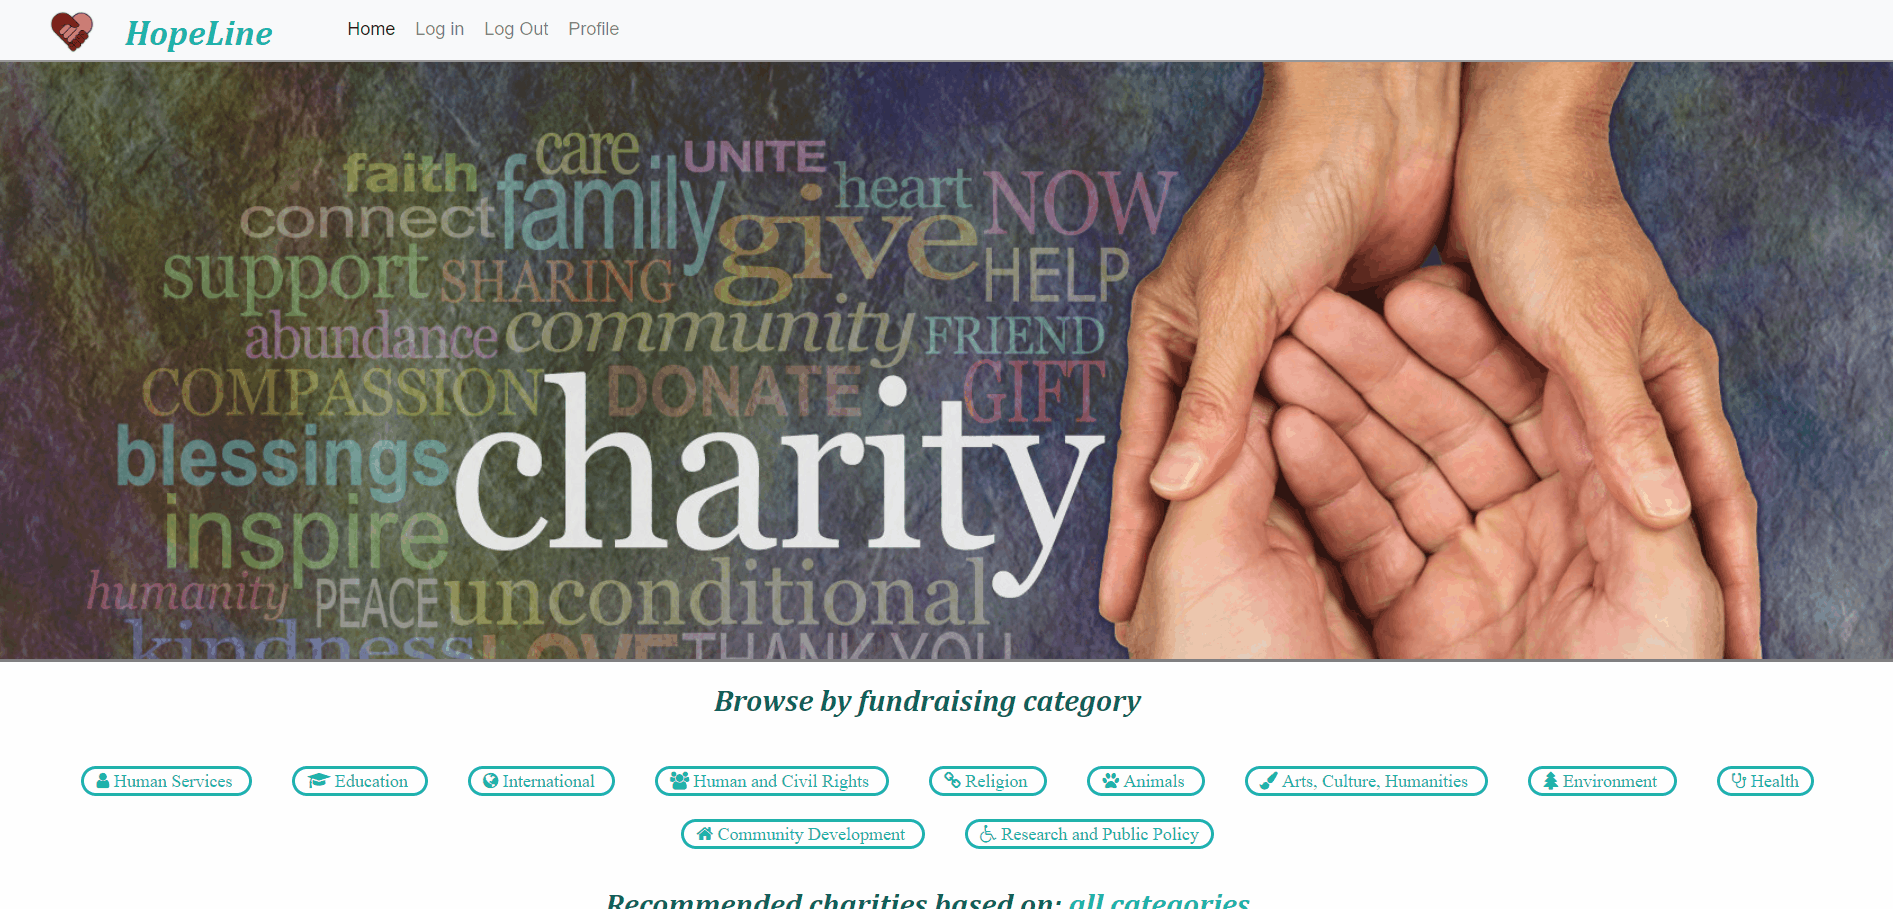 HopeLine
Home Log in Log Out Profile
care
UNITE
faith
family
heart
NOW
connect
give
support
SHARING
HELP
abundance
community
FRIEND
COMPASSION
DONATE
GIFT
blessings
charity
inspire
humanity
PEACE
unconditional
kindness
LOVE
THANK YOU
Browse by fundraising category
Human Services Education International Human and Civil Rights Religion Animals Arts, Culture, Humanities Environment Health
Community Development Research and Public Policy
Recommended charities based on: all categories